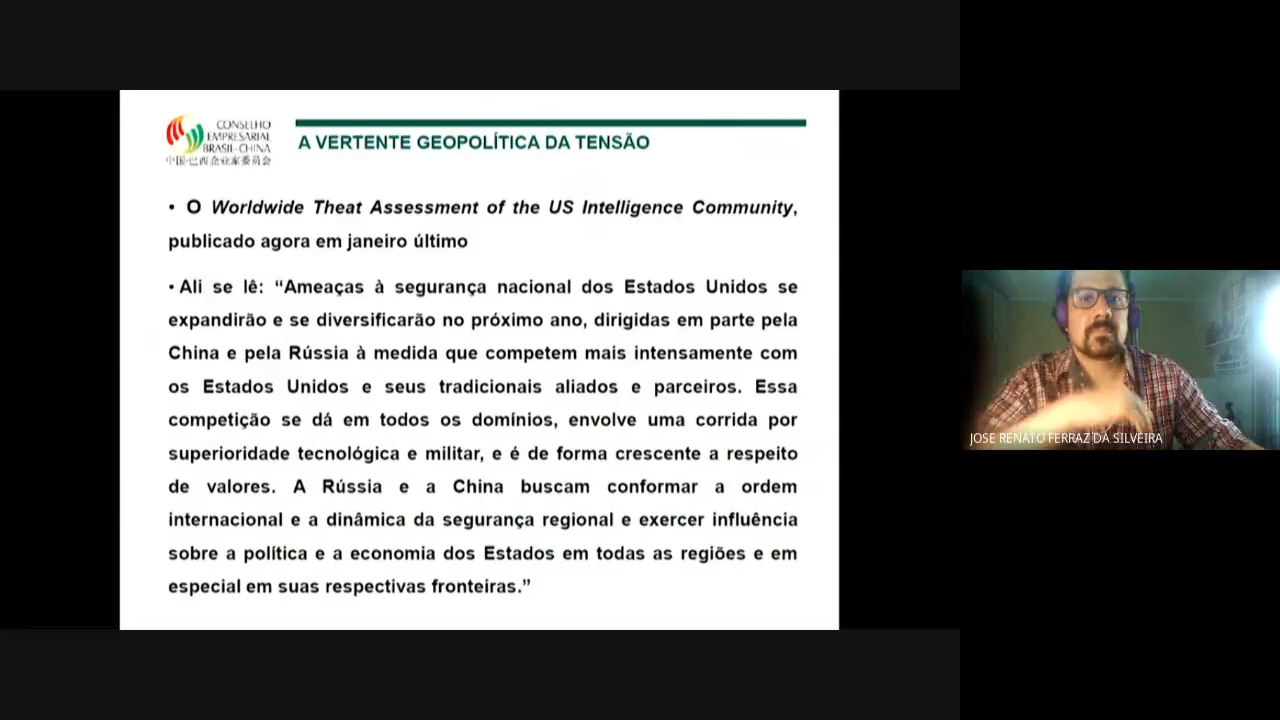 CONSELHO
EMPRESARIAL
BRASIL-CHINA
中国-巴西企业家委员会
A VERTENTE GEOPOLÍTICA DA TENSÃO
• O Worldwide Theat Assessment of the US Intelligence Community,
publicado agora em janeiro último
• Ali se lê: “Ameaças à segurança nacional dos Estados Unidos se
expandirão e se diversificarão no próximo ano, dirigidas em parte pela
China e pela Rússia à medida que competem mais intensamente com
os Estados Unidos e seus tradicionais aliados e parceiros. Essa
competição se dá em todos os domínios, envolve uma corrida por
superioridade tecnológica e militar, e é de forma crescente a respeito
de valores. A Rússia e a China buscam conformar a ordem
internacional e a dinâmica da segurança regional e exercer influência
sobre a política e a economia dos Estados em todas as regiões e em
especial em suas respectivas fronteiras.”
JOSE RENATO FERRAZ DA SILVEIRA